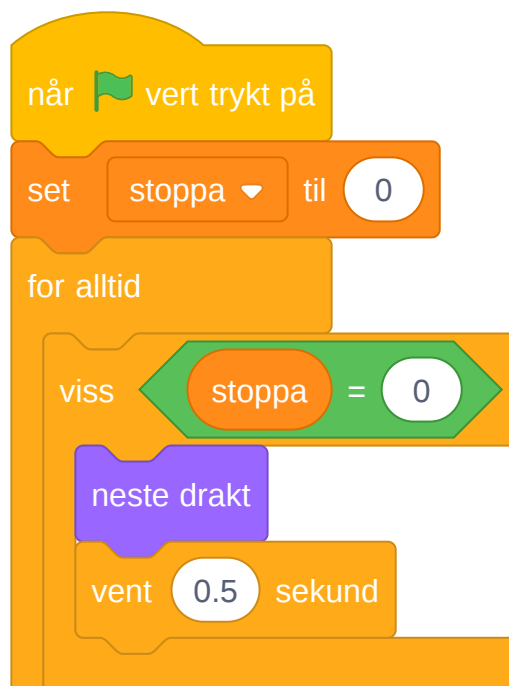 når vert trykt på
set stoppa til 0
for alltid
viss stoppa = 0
neste drakt
vent 0.5 sekund